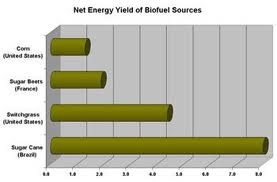 Net Energy Yield of Biofuel Sources
Corn
(United States)
Sugar Beets
(France)
Switchgrass
(United States)
Sugar Cane
(Brazil)
0.0 1.0 2.0 3.0 4.0 5.0 6.0 7.0 8.0